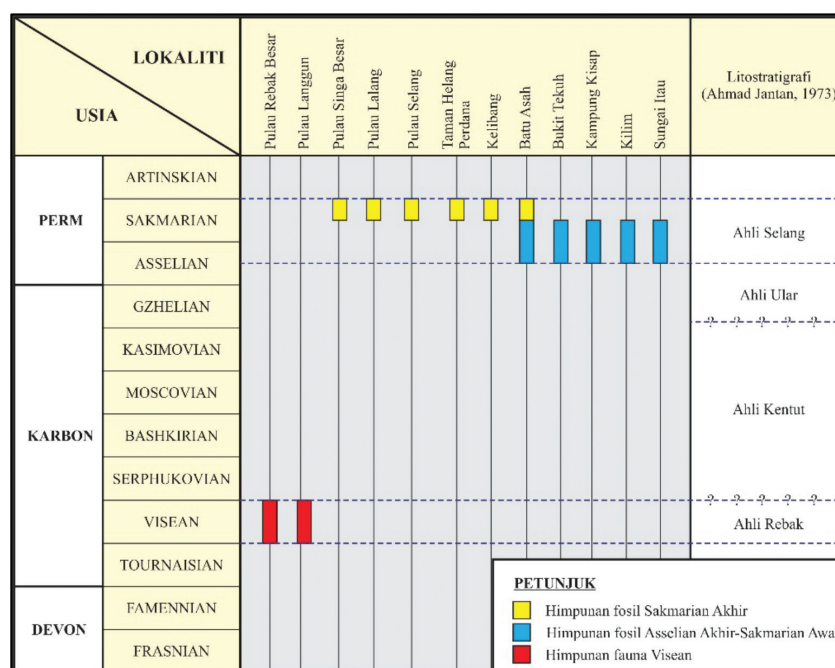 LOKALITI
USIA
Pulau Rebak Besar
Pulau Langgun
Pulau Singa Besar
Pulau Lalang
Pulau Selang
Taman Helang
Perdana
Kelibang
Batu Asah
Bukit Tekuh
Kampung Kisap
Kilim
Sungai Itau
Litostratigrafi
(Ahmad Jantan, 1973)
PERM
ARTINSKIAN
SAKMARIAN
ASSELIAN
Ahli Selang
KARBON
GZHELIAN
Ahli Ular
? ? ? ? ?
KASIMOVIAN
MOSCOVIAN
BASHKIRIAN
SERPHUKOVIAN
Ahli Kentut
? ? ? ? ?
VISEAN
Ahli Rebak
TOURNAISIAN
DEVON
FAMENNIAN
FRASNIAN
PETUNJUK
Himpunan fosil Sakmarian Akhir
Himpunan fosil Asselian Akhir-Sakmarian Awa
Himpunan fauna Visean